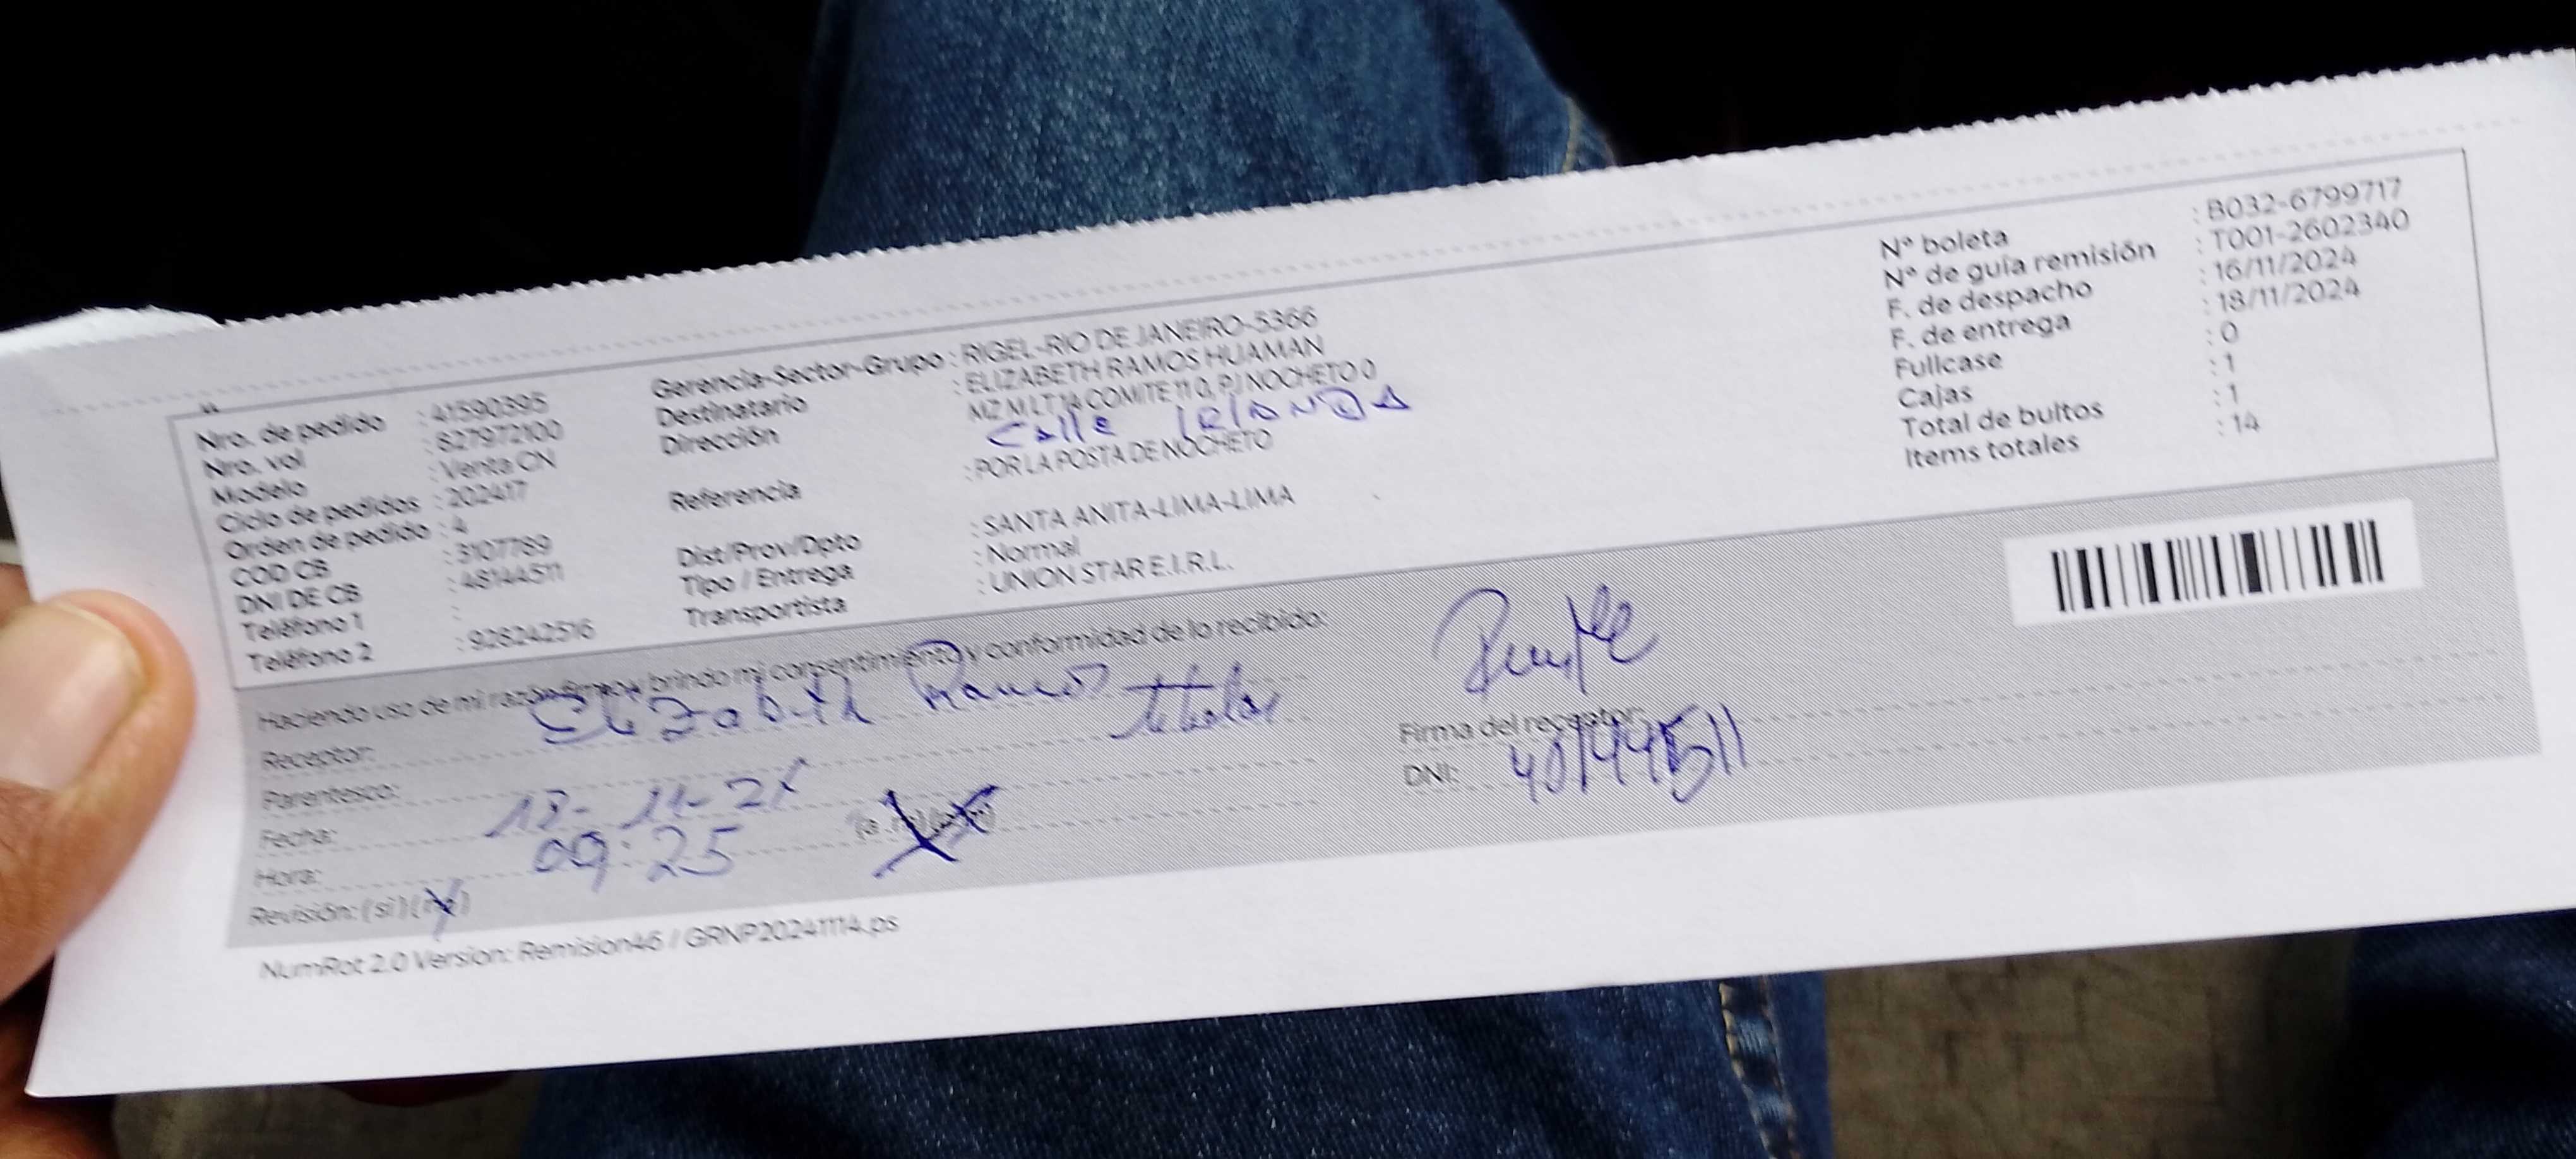 Nro. de pedido : 41590395
Nro. vol : 827972100
Modelo : Venta CN
Ciclo de pedidos : 202417
Orden de pedido : 4
COD CB : 3107789
DNI DE CB : 48144511
Teléfono 1 :
Teléfono 2 : 928242516
Gerencia-Sector-Grupo : RIGEL-RIO DE JANEIRO-5366
Destinatario : ELIZABETH RAMOS HUAMAN
Dirección MZ M LT 1A COMITE 11 0, PJ NOCHETO 0
Calle IRLANDA
Referencia : POR LA POSTA DE NOCHETO
Dist/Prov/Dpto : SANTA ANITA-LIMA-LIMA
Tipo / Entrega : Normal
Transportista : UNION STAR E.I.R.L.
N° boleta : B032-6799717
N° de guía remisión : T001-2602340
F. de despacho : 16/11/2024
F. de entrega : 18/11/2024
Fullcase : 0
Cajas : 1
Total de bultos : 1
Items totales : 14
Haciendo uso de mi razón firmo y brindo mi consentimiento y conformidad de lo recibido:
Receptor: Elizabeth Ramos
Parentesco: titular
Fecha: 18-11-24
Hora: 09:25
Revisión: (si) (no)
Firma del receptor:
DNI:
NumRot 2.0 Version: Remision46 / GRNP20241114.ps